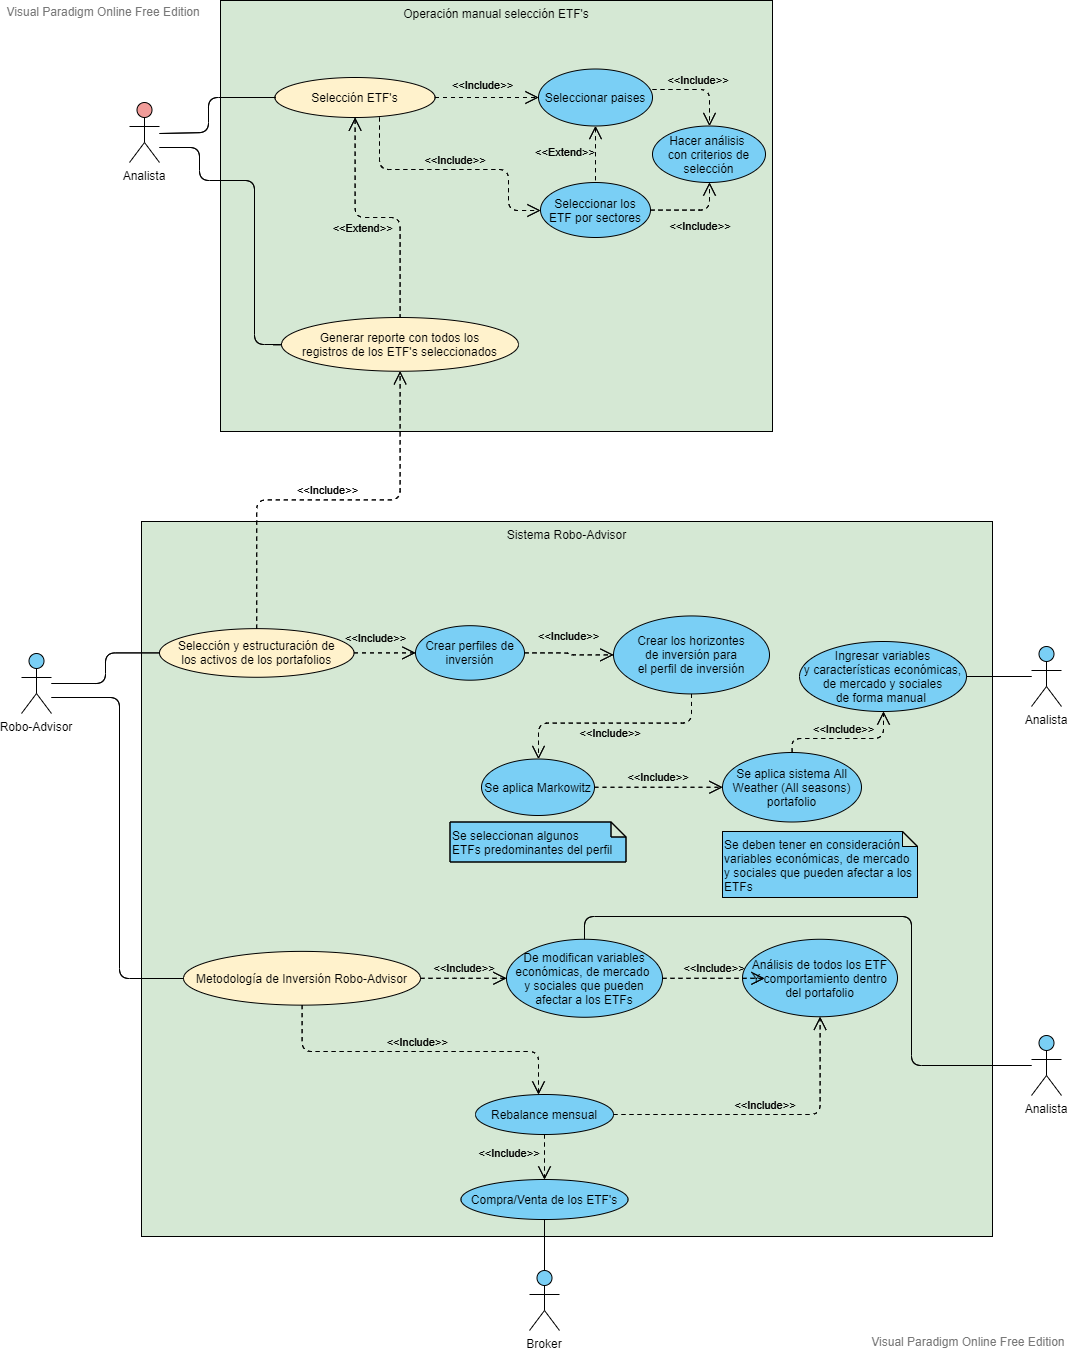 Visual Paradigm Online Free Edition
Operación manual selección ETF's
Analista
Selección ETF's
<<Include>>
Seleccionar paises
<<Include>>
Hacer análisis
con criterios de
selección
<<Include>>
<<Extend>>
Seleccionar los
ETF por sectores
<<Include>>
<<Extend>>
Generar reporte con todos los
registros de los ETF's seleccionados
<<Include>>
Sistema Robo-Advisor
Robo-Advisor
Selección y estructuración de
los activos de los portafolios
<<Include>>
Crear perfiles de
inversión
<<Include>>
Crear los horizontes
de inversión para
el perfil de inversión
Ingresar variables
y características económicas,
de mercado y sociales
de forma manual
Analista
<<Include>>
<<Include>>
Se aplica Markowitz
<<Include>>
Se aplica sistema All
Weather (All seasons)
portafolio
Se seleccionan algunos
ETFs predominantes del perfil
Se deben tener en consideración
variables económicas, de mercado
y sociales que pueden afectar a los
ETFs
Metodología de Inversión Robo-Advisor
<<Include>>
De modifican variables
económicas, de mercado
y sociales que pueden
afectar a los ETFs
<<Include>>
Análisis de todos los ETF
comportamiento dentro
del portafolio
<<Include>>
Rebalance mensual
<<Include>>
Analista
<<Include>>
Compra/Venta de los ETF's
Broker
Visual Paradigm Online Free Edition